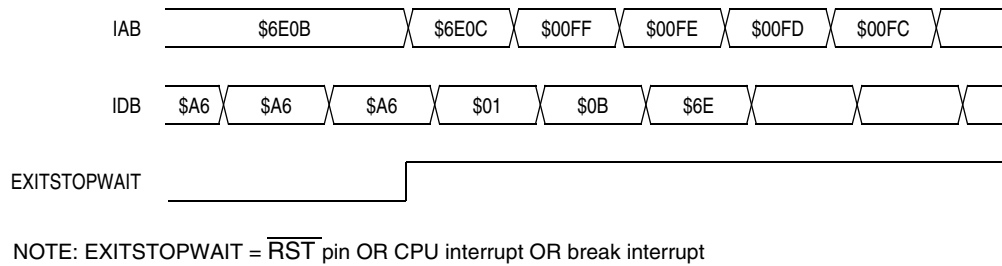 IAB $6E0B $6E0C $00FF $00FE $00FD $00FC
IDB $A6 $A6 $A6 $01 $0B $6E
EXITSTOPWAIT
NOTE: EXITSTOPWAIT = RST pin OR CPU interrupt OR break interrupt